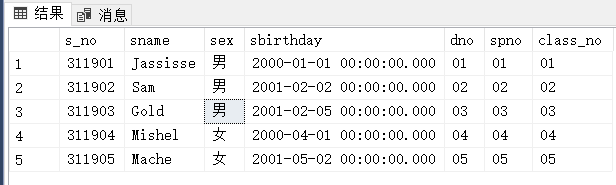 结果 消息
s_no sname sex sbirthday dno spno class_no
1 311901 Jassisse 男 2000-01-01 00:00:00.000 01 01 01
2 311902 Sam 男 2001-02-02 00:00:00.000 02 02 02
3 311903 Gold 男 2001-02-05 00:00:00.000 03 03 03
4 311904 Mishel 女 2000-04-01 00:00:00.000 04 04 04
5 311905 Mache 女 2001-05-02 00:00:00.000 05 05 05